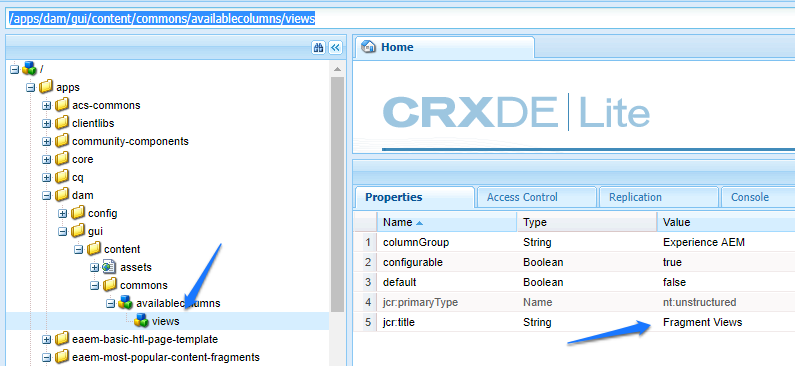 /apps/dam/gui/content/commons/availablecolumns/views
/
apps
acs-commons
clientlibs
community-components
core
cq
dam
config
gui
content
assets
commons
availablecolumns
views
eaem-basic-htl-page-template
eaem-most-popular-content-fragments
Home
CRXDE Lite
Properties Access Control Replication Console
Name Type Value
1 columnGroup String Experience AEM
2 configurable Boolean true
3 default Boolean false
4 jcr:primaryType Name nt:unstructured
5 jcr:title String Fragment Views